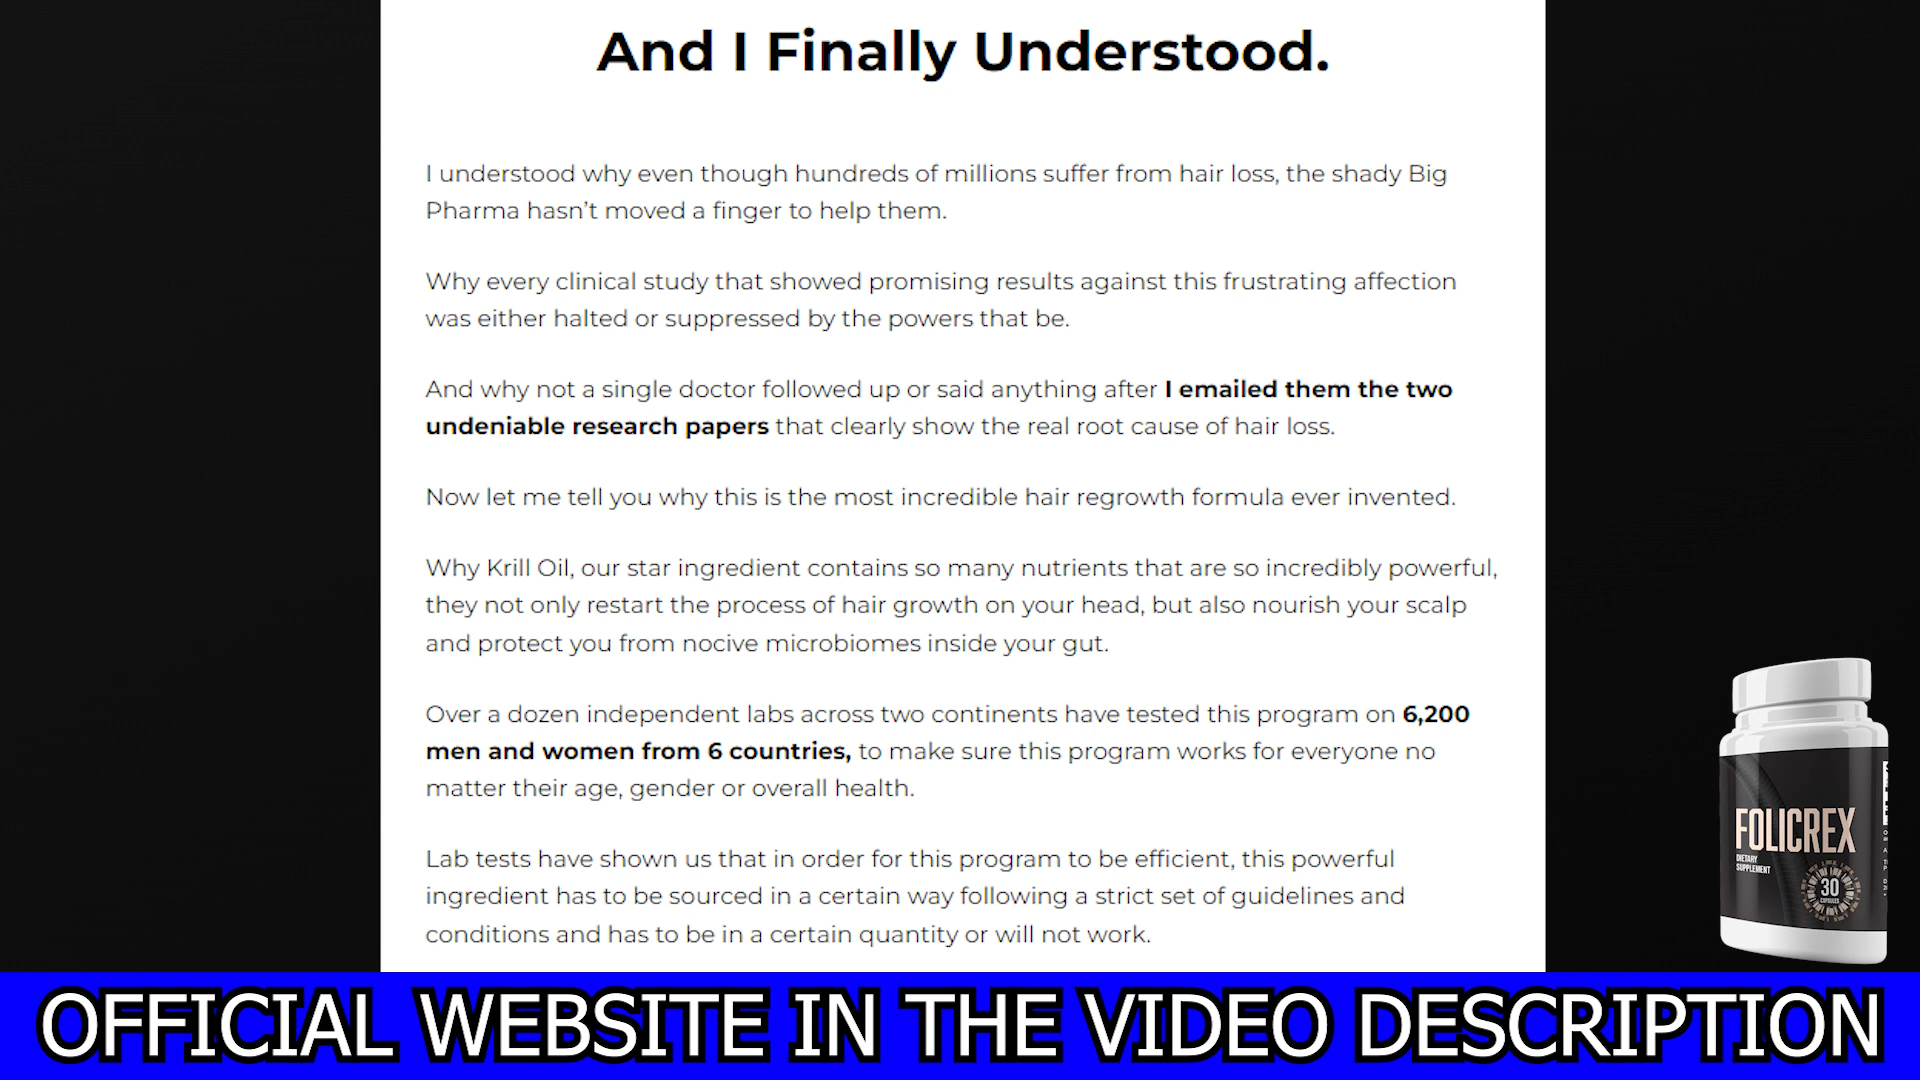 And I Finally Understood.
I understood why even though hundreds of millions suffer from hair loss, the shady Big
Pharma hasn't moved a finger to help them.
Why every clinical study that showed promising results against this frustrating affection
was either halted or suppressed by the powers that be.
And why not a single doctor followed up or said anything after I emailed them the two
undeniable research papers that clearly show the real root cause of hair loss.
Now let me tell you why this is the most incredible hair regrowth formula ever invented.
Why Krill Oil, our star ingredient contains so many nutrients that are so incredibly powerful,
they not only restart the process of hair growth on your head, but also nourish your scalp
and protect you from nocive microbiomes inside your gut.
Over a dozen independent labs across two continents have tested this program on 6,200
men and women from 6 countries, to make sure this program works for everyone no
matter their age, gender or overall health.
Lab tests have shown us that in order for this program to be efficient, this powerful
ingredient has to be sourced in a certain way following a strict set of guidelines and
conditions and has to be in a certain quantity or will not work.
FOLICREX
DIETARY
SUPPLEMENT
30
CAPSULES
OFFICIAL WEBSITE IN THE VIDEO DESCRIPTION